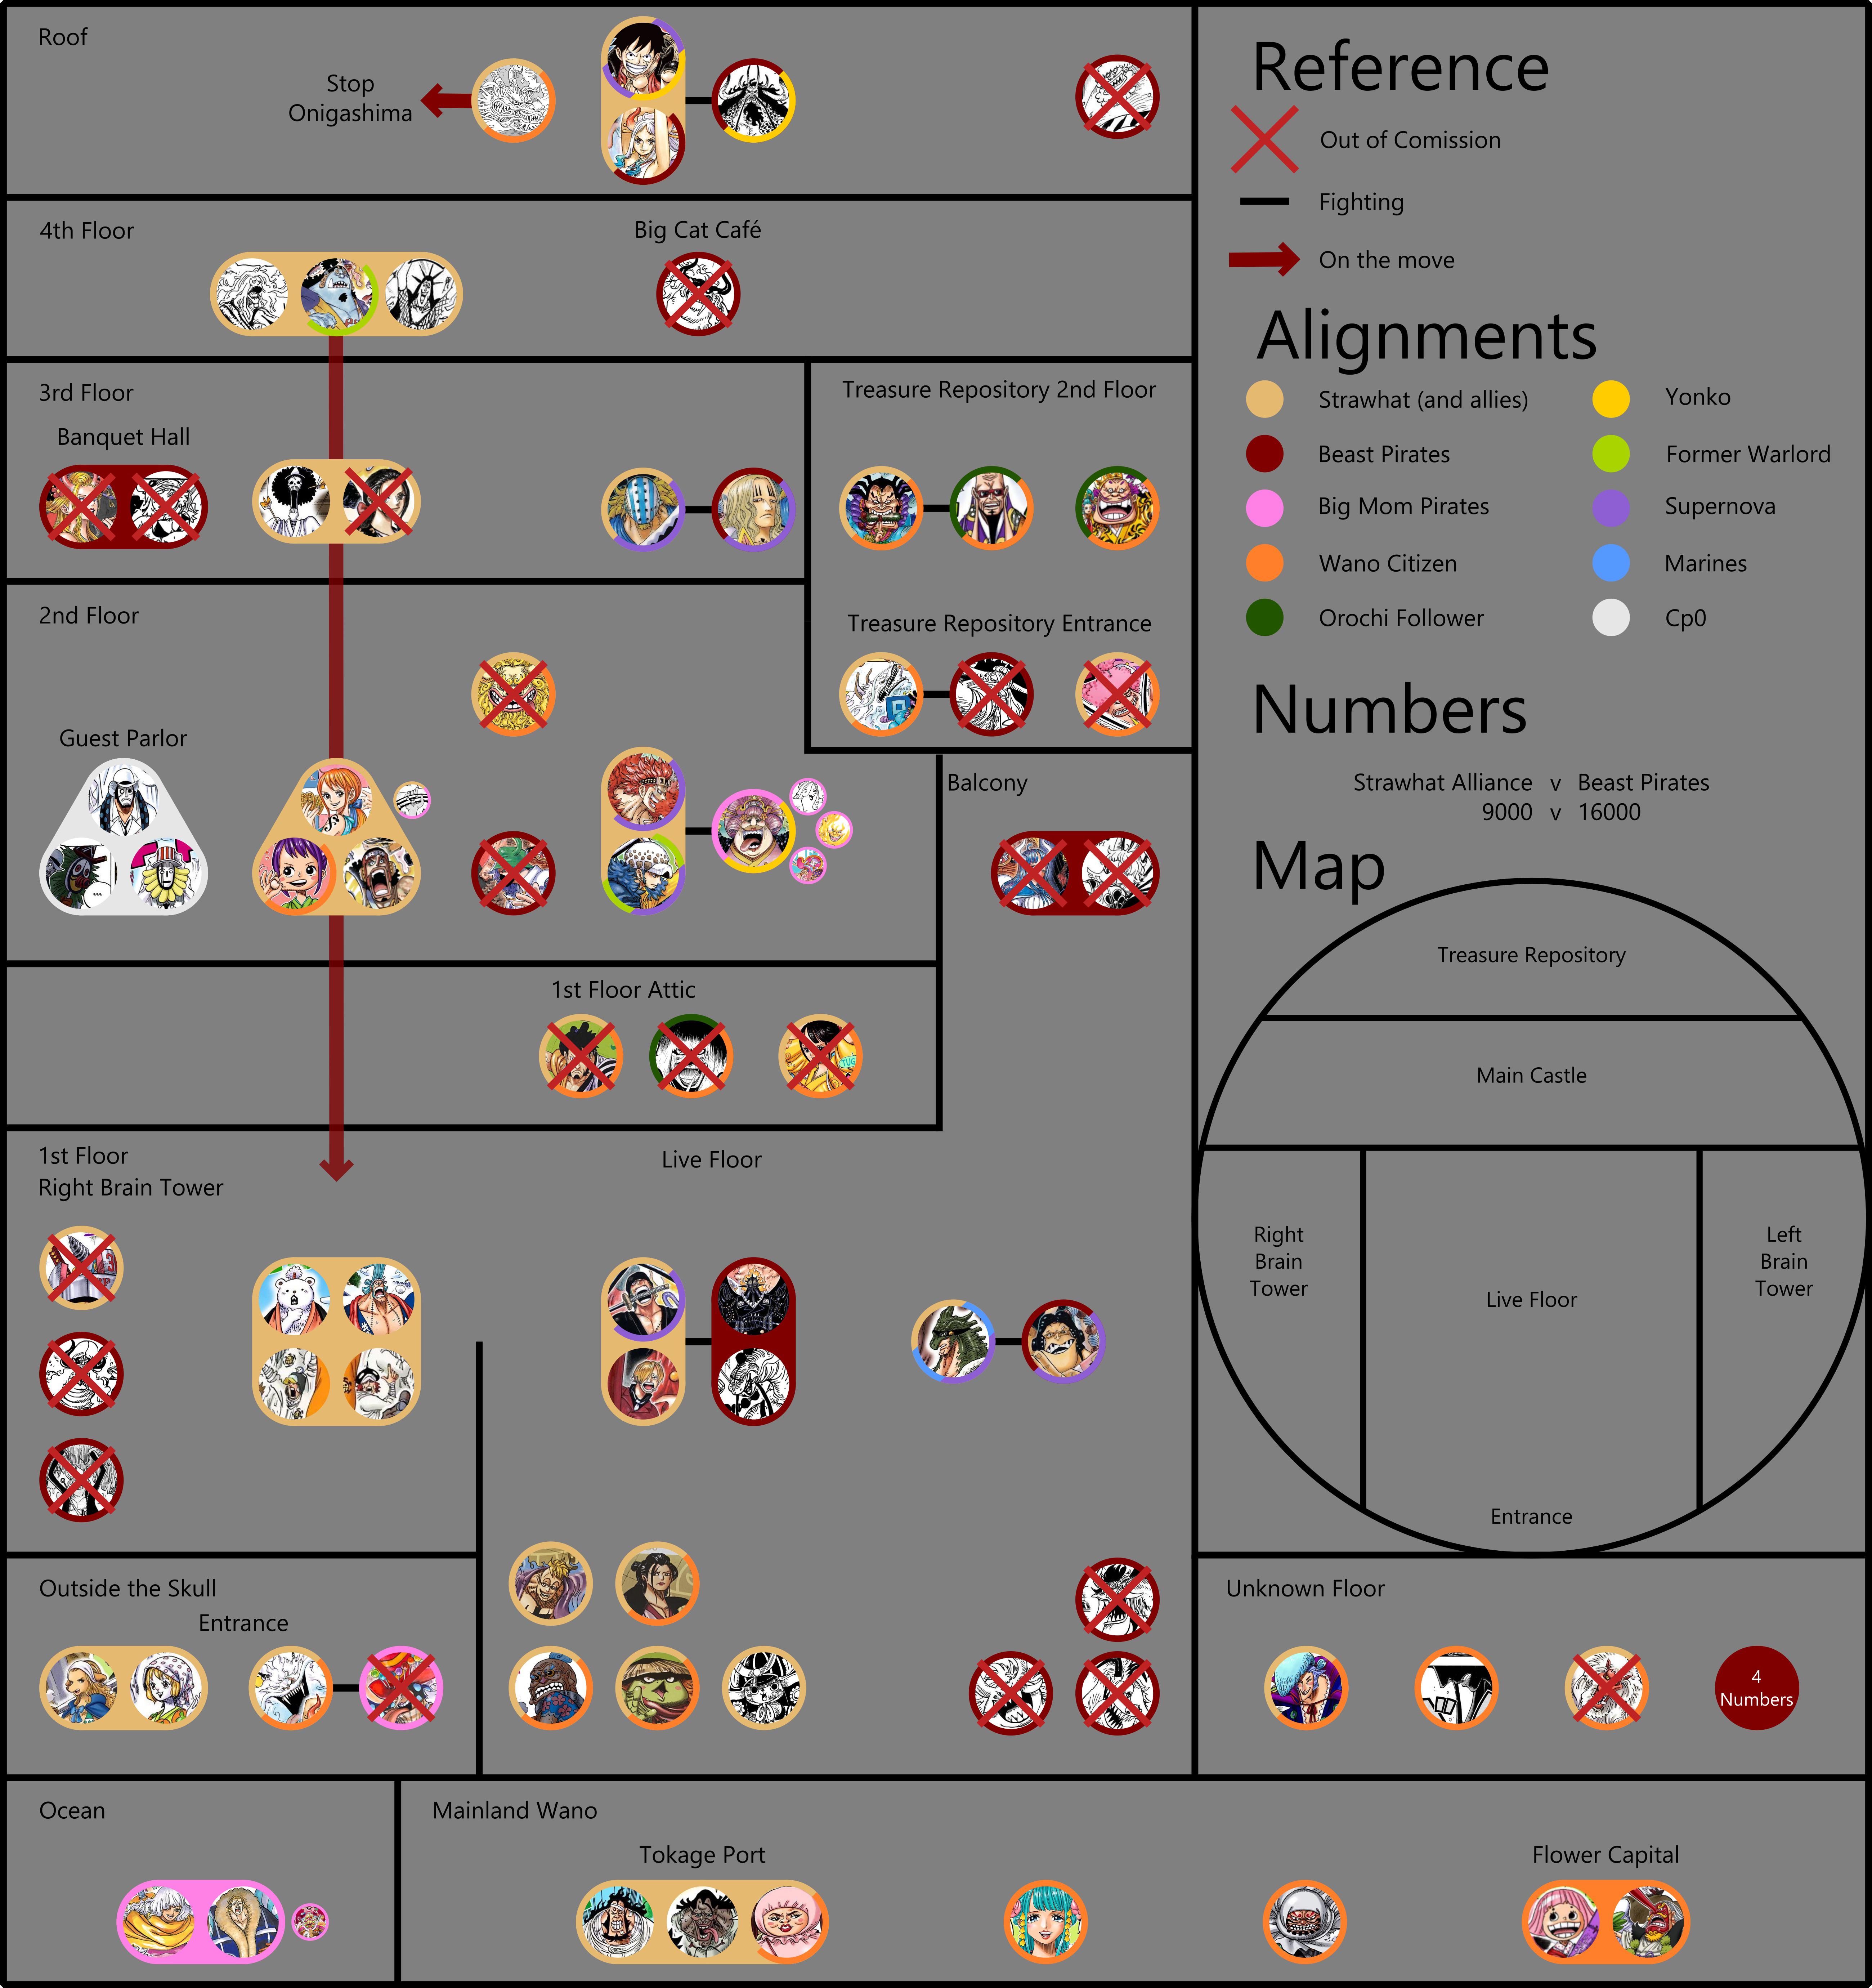 Roof
Stop
Onigashima
4th Floor
Big Cat Café
3rd Floor
Banquet Hall
Treasure Repository 2nd Floor
2nd Floor
Treasure Repository Entrance
Guest Parlor
Balcony
1st Floor Attic
1st Floor
Right Brain Tower
Live Floor
Outside the Skull
Entrance
Ocean
Mainland Wano
Tokage Port
Flower Capital
Reference
Out of Comission
Fighting
On the move
Alignments
Strawhat (and allies)
Yonko
Beast Pirates
Former Warlord
Big Mom Pirates
Supernova
Wano Citizen
Marines
Orochi Follower
Cp0
Numbers
Strawhat Alliance v Beast Pirates
9000 v 16000
Map
Treasure Repository
Main Castle
Right
Brain
Tower
Live Floor
Left
Brain
Tower
Entrance
Unknown Floor
4
Numbers